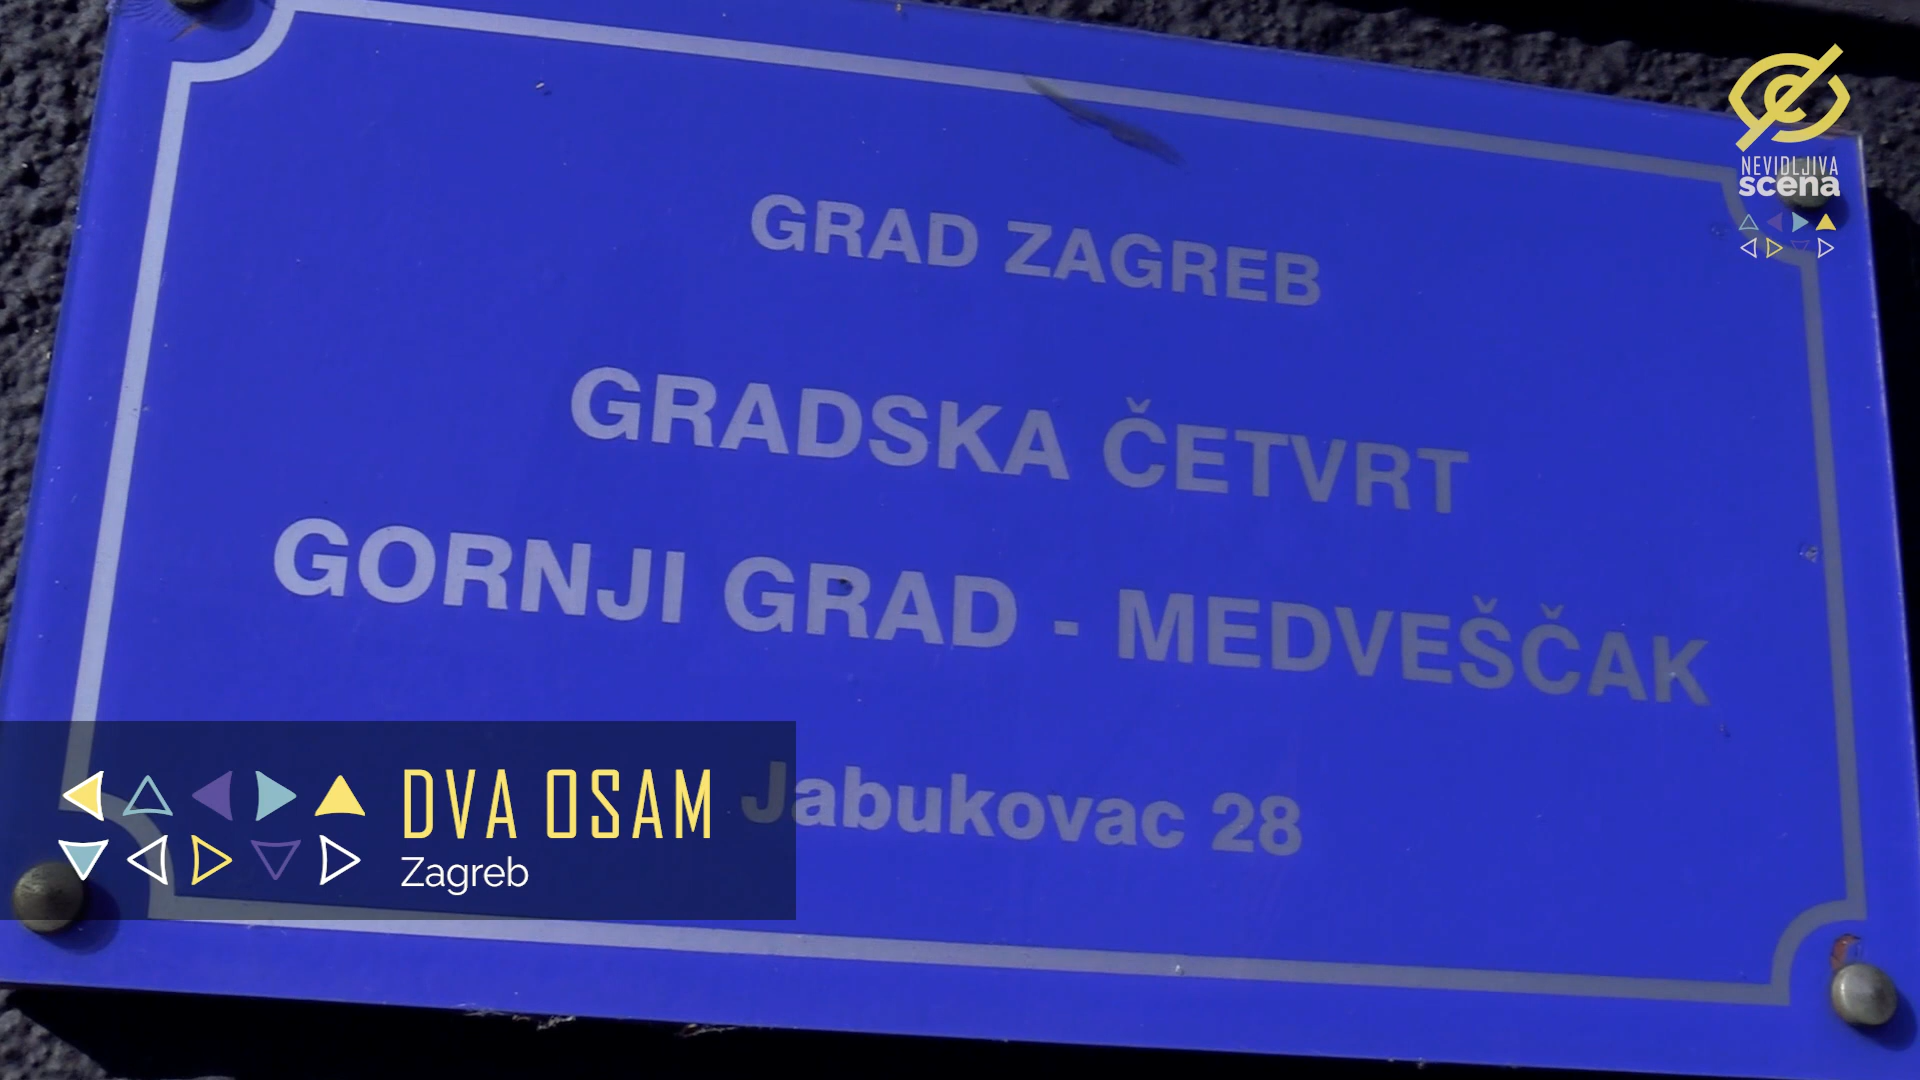 NEVIDLJIVA
scena
GRAD ZAGREB
GRADSKA ČETVRT
GORNJI GRAD - MEDVEŠČAK
Jabukovac 28
DVA OSAM
Zagreb